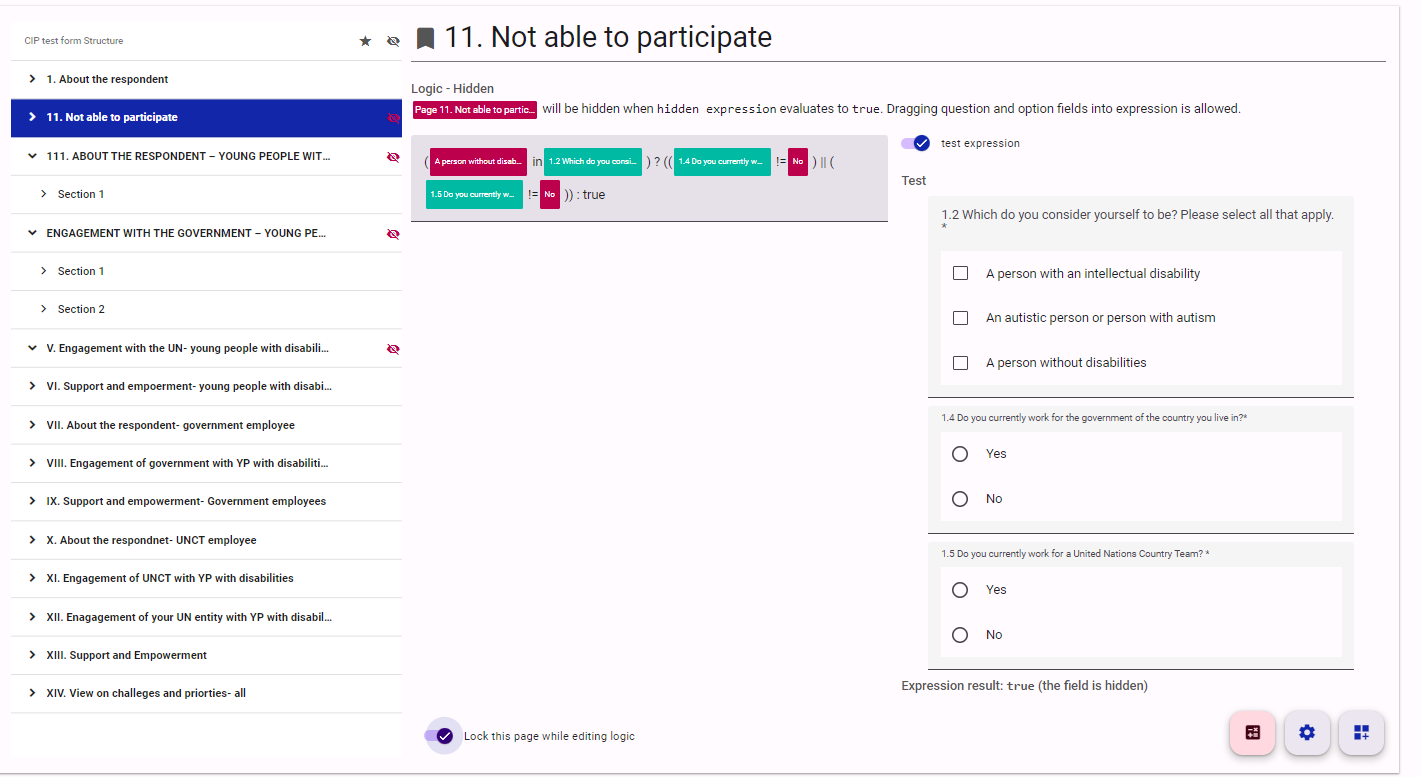 CIP test form Structure
1. About the respondent
11. Not able to participate
111. ABOUT THE RESPONDENT – YOUNG PEOPLE WIT...
Section 1
ENGAGEMENT WITH THE GOVERNMENT – YOUNG PE...
Section 1
Section 2
V. Engagement with the UN- young people with disabili...
VI. Support and empoerment- young people with disabi...
VII. About the respondent- government employee
VIII. Engagement of government with YP with disabiliti...
IX. Support and empowerment- Government employees
X. About the respondnet- UNCT employee
XI. Engagement of UNCT with YP with disabilities
XII. Enagagement of your UN entity with YP with disabil...
XIII. Support and Empowerment
XIV. View on challeges and priorties- all
11. Not able to participate
Logic - Hidden
Page 11. Not able to partic... will be hidden when hidden expression evaluates to true. Dragging question and option fields into expression is allowed.
( A person without disab... in 1.2 Which do you consi... ) ? (( 1.4 Do you currently w... != No ) || (
1.5 Do you currently w... != No )) : true
Lock this page while editing logic
test expression
Test
1.2 Which do you consider yourself to be? Please select all that apply.
*
A person with an intellectual disability
An autistic person or person with autism
A person without disabilities
1.4 Do you currently work for the government of the country you live in?*
Yes
No
1.5 Do you currently work for a United Nations Country Team? *
Yes
No
Expression result: true (the field is hidden)